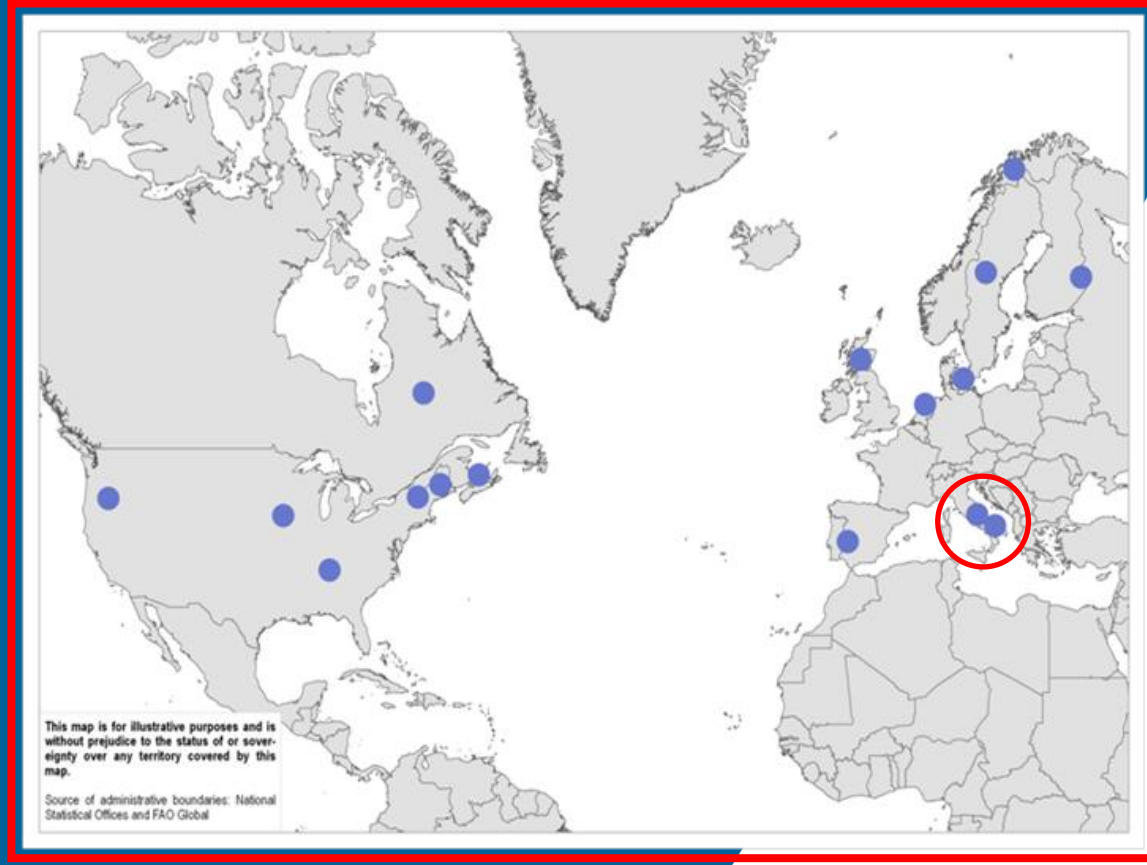 This map is for illustrative purposes and is
without prejudice to the status of or sover-
eignty over any territory covered by this
map.
Source of administrative boundaries: National
Statistical Offices and FAO Global